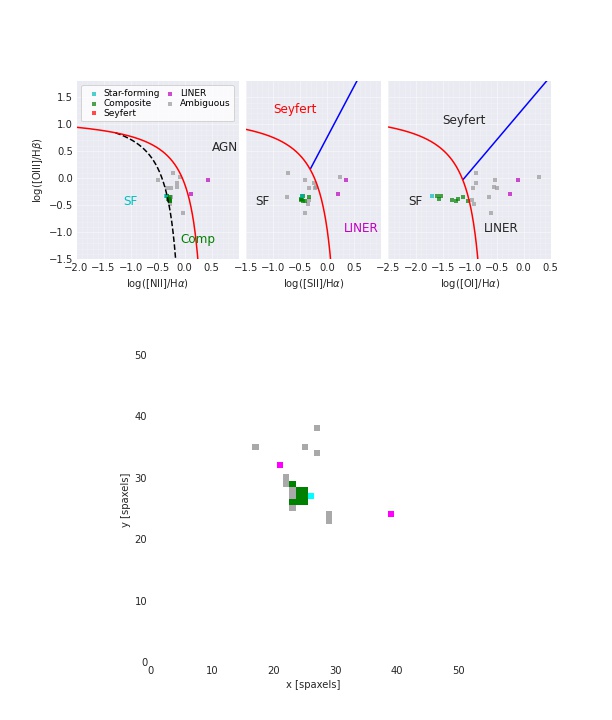 Star-forming
Composite
Seyfert
LINER
Ambiguous
1.5
1.0
0.5
0.0
−0.5
−1.0
−1.5
log([OIII]/Hβ)
AGN
SF
Comp
−2.0 −1.5 −1.0 −0.5 0.0 0.5
log([NII]/Hα)
Seyfert
SF
LINER
−1.0 −0.5 0.0 0.5
log([SII]/Hα)
Seyfert
SF
LINER
−2.5 −2.0 −1.5 −1.0 −0.5 0.0 0.5
log([OI]/Hα)
50
40
30
20
10
0
y [spaxels]
0 10 20 30 40 50
x [spaxels]